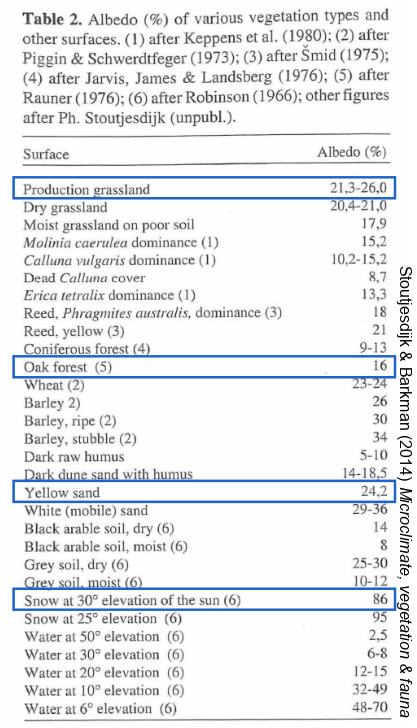 Table 2. Albedo (%) of various vegetation types and
other surfaces. (1) after Keppens et al. (1980); (2) after
Piggin & Schwerdtfeger (1973); (3) after Šmid (1975);
(4) after Jarvis, James & Landsberg (1976); (5) after
Rauner (1976); (6) after Robinson (1966); other figures
after Ph. Stoutjesdijk (unpubl.).
Surface Albedo (%)
Production grassland 21,3-26,0
Dry grassland 20,4-21,0
Moist grassland on poor soil 17,9
Molinia caerulea dominance (1) 15,2
Calluna vulgaris dominance (1) 10,2-15,2
Dead Calluna cover 8,7
Erica tetralix dominance (1) 13,3
Reed, Phragmites australis, dominance (3) 18
Reed, yellow (3) 21
Coniferous forest (4) 9-13
Oak forest (5) 16
Wheat (2) 23-24
Barley 2) 26
Barley, ripe (2) 30
Barley, stubble (2) 34
Dark raw humus 5-10
Dark dune sand with humus 14-18,5
Yellow sand 24,2
White (mobile) sand 29-36
Black arable soil, dry (6) 14
Black arable soil, moist (6) 8
Grey soil, dry (6) 25-30
Grey soil, moist (6) 10-12
Snow at 30° elevation of the sun (6) 86
Snow at 25° elevation (6) 95
Water at 50° elevation (6) 2,5
Water at 30° elevation (6) 6-8
Water at 20° elevation (6) 12-15
Water at 10° elevation (6) 32-49
Water at 6° elevation (6) 48-70
Stoutjesdijk & Barkman (2014) Microclimate, vegetation & fauna